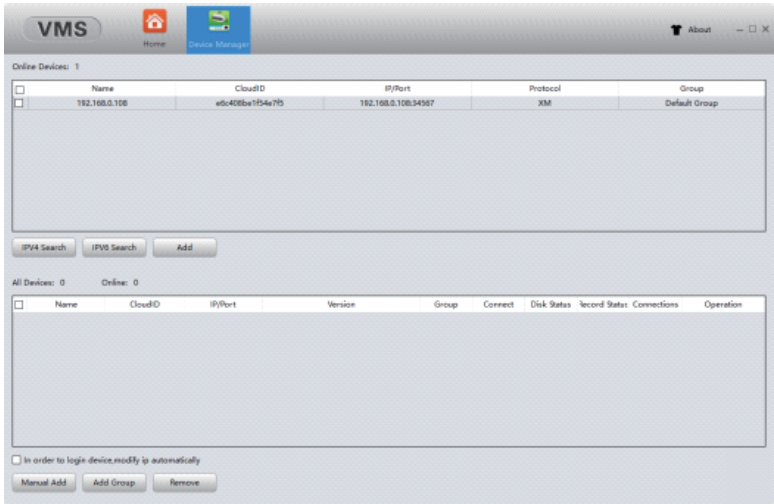 VMS
Home
Device Manager
About
Online Devices: 1
Name CloudID IP/Port Protocol Group
192.168.0.108 e6c408be1f54e7f5 192.168.0.108:34567 XM Default Group
IPV4 Search IPV6 Search Add
All Devices: 0 Online: 0
Name CloudID IP/Port Version Group Connect Disk Status Record Status Connections Operation
In order to login device,modify ip automatically
Manual Add Add Group Remove